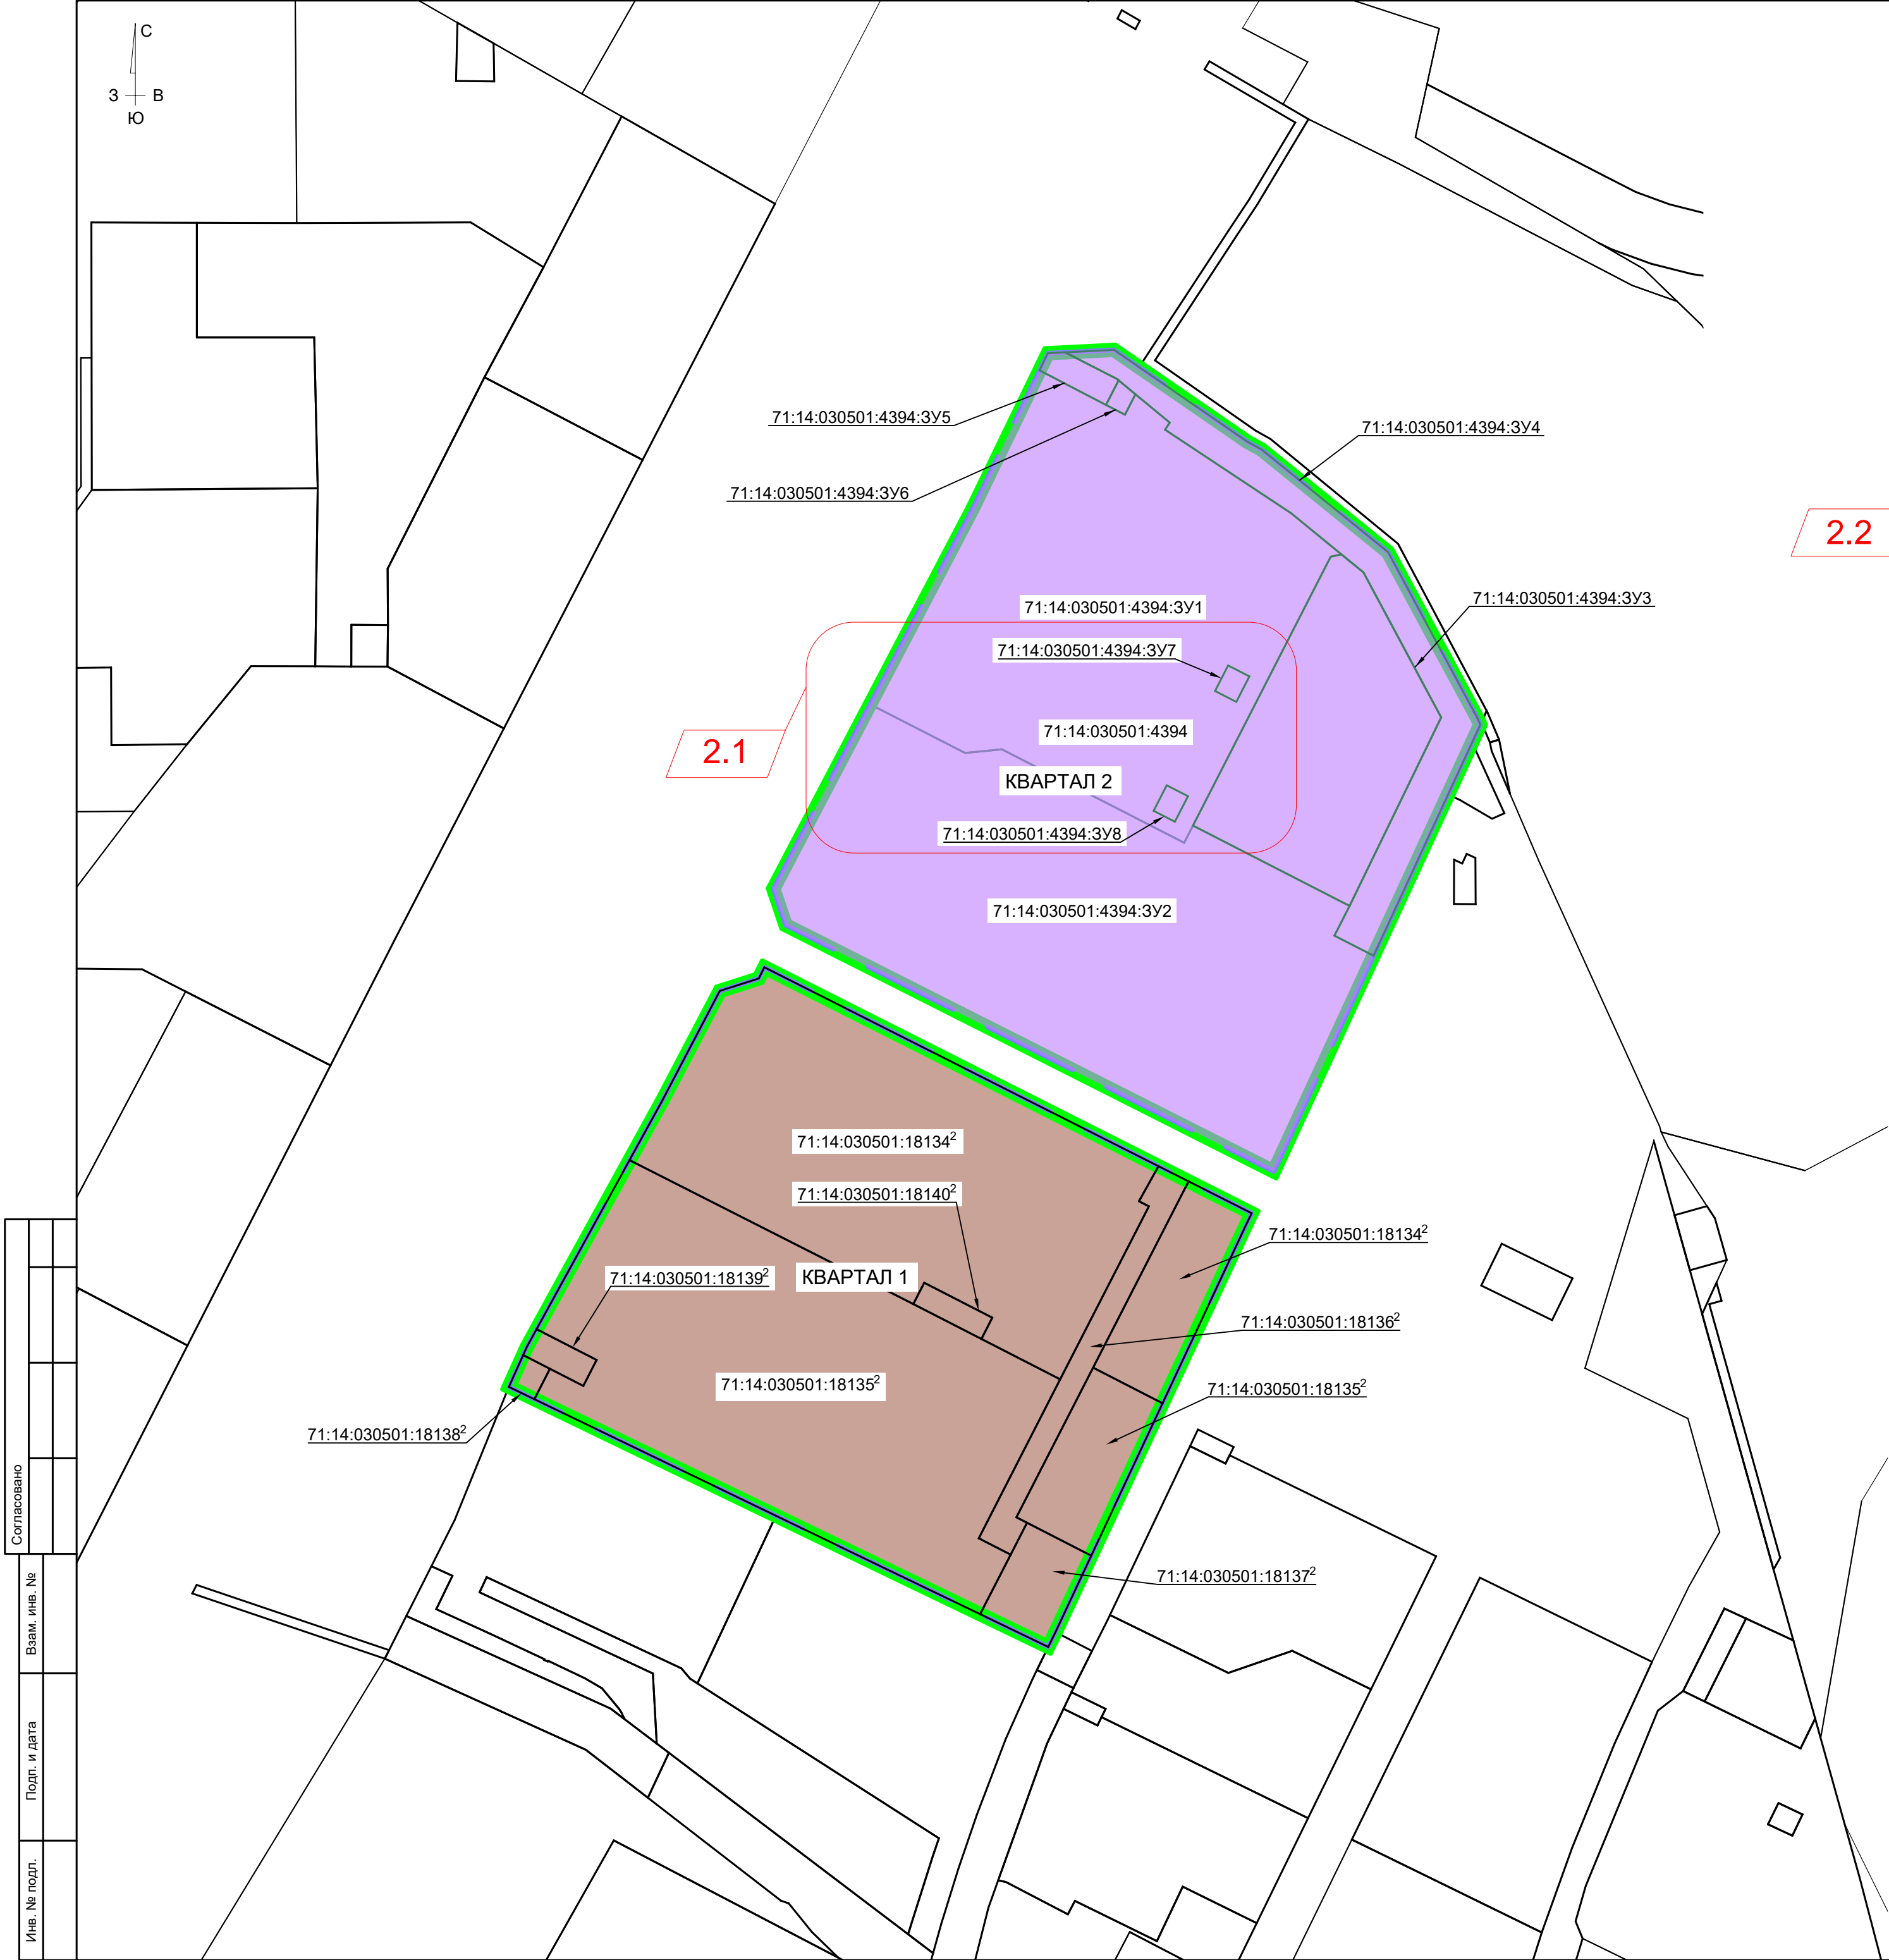 С
З В
Ю
71:14:030501:4394:ЗУ5
71:14:030501:4394:ЗУ4
71:14:030501:4394:ЗУ6
2.2
71:14:030501:4394:ЗУ3
71:14:030501:4394:ЗУ1
71:14:030501:4394:ЗУ7
71:14:030501:4394
2.1
КВАРТАЛ 2
71:14:030501:4394:ЗУ8
71:14:030501:4394:ЗУ2
71:14:030501:18134²
71:14:030501:18140²
71:14:030501:18134²
71:14:030501:18139²
КВАРТАЛ 1
71:14:030501:18136²
71:14:030501:18135²
71:14:030501:18135²
71:14:030501:18138²
71:14:030501:18137²
Согласовано
Взам. инв. №
Подп. и дата
Инв. № подл.